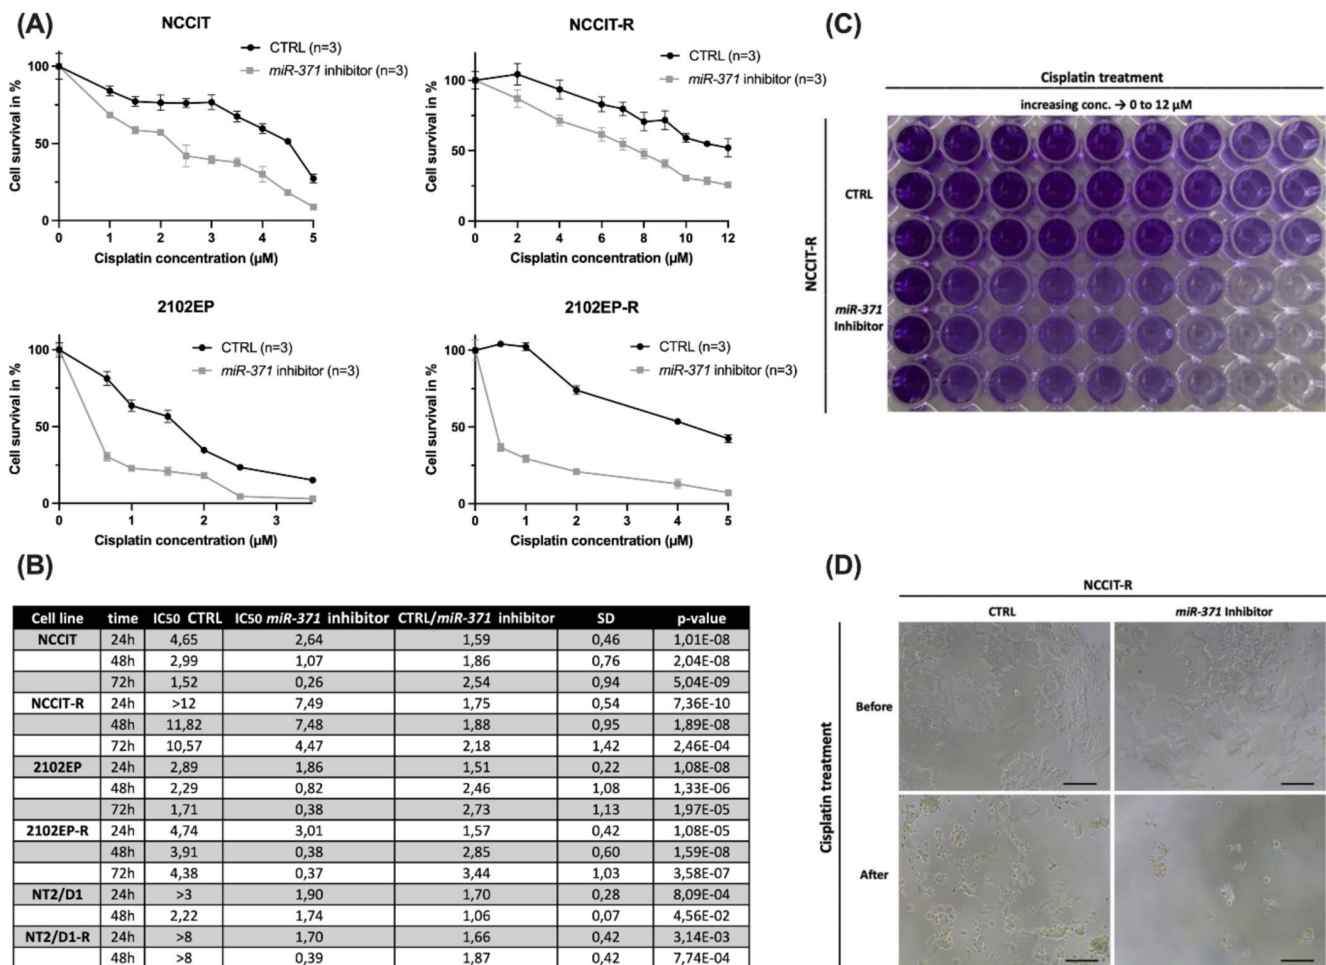 (A)
NCCIT
CTRL (n=3)
miR-371 inhibitor (n=3)
Cell survival in %
100
50
0
0 1 2 3 4 5
Cisplatin concentration (µM)
NCCIT-R
CTRL (n=3)
miR-371 inhibitor (n=3)
Cell survival in %
100
50
0
0 2 4 6 8 10 12
Cisplatin concentration (µM)
2102EP
CTRL (n=3)
miR-371 inhibitor (n=3)
Cell survival in %
100
50
0
0 1 2 3
Cisplatin concentration (µM)
2102EP-R
CTRL (n=3)
miR-371 inhibitor (n=3)
Cell survival in %
100
50
0
0 1 2 3 4 5
Cisplatin concentration (µM)
(B)
Cell line time IC50 CTRL IC50 miR-371 inhibitor CTRL/miR-371 inhibitor SD p-value
NCCIT 24h 4,65 2,64 1,59 0,46 1,01E-08
48h 2,99 1,07 1,86 0,76 2,04E-08
72h 1,52 0,26 2,54 0,94 5,04E-09
NCCIT-R 24h >12 7,49 1,75 0,54 7,36E-10
48h 11,82 7,48 1,88 0,95 1,89E-08
72h 10,57 4,47 2,18 1,42 2,46E-04
2102EP 24h 2,89 1,86 1,51 0,22 1,08E-08
48h 2,29 0,82 2,46 1,08 1,33E-06
72h 1,71 0,38 2,73 1,13 1,97E-05
2102EP-R 24h 4,74 3,01 1,57 0,42 1,08E-05
48h 3,91 0,38 2,85 0,60 1,59E-08
72h 4,38 0,37 3,44 1,03 3,58E-07
NT2/D1 24h >3 1,90 1,70 0,28 8,09E-04
48h 2,22 1,74 1,06 0,07 4,56E-02
NT2/D1-R 24h >8 1,70 1,66 0,42 3,14E-03
48h >8 0,39 1,87 0,42 7,74E-04
(C)
Cisplatin treatment
increasing conc. → 0 to 12 µM
NCCIT-R
CTRL
miR-371
Inhibitor
(D)
NCCIT-R
CTRL miR-371 Inhibitor
Cisplatin treatment
Before
After